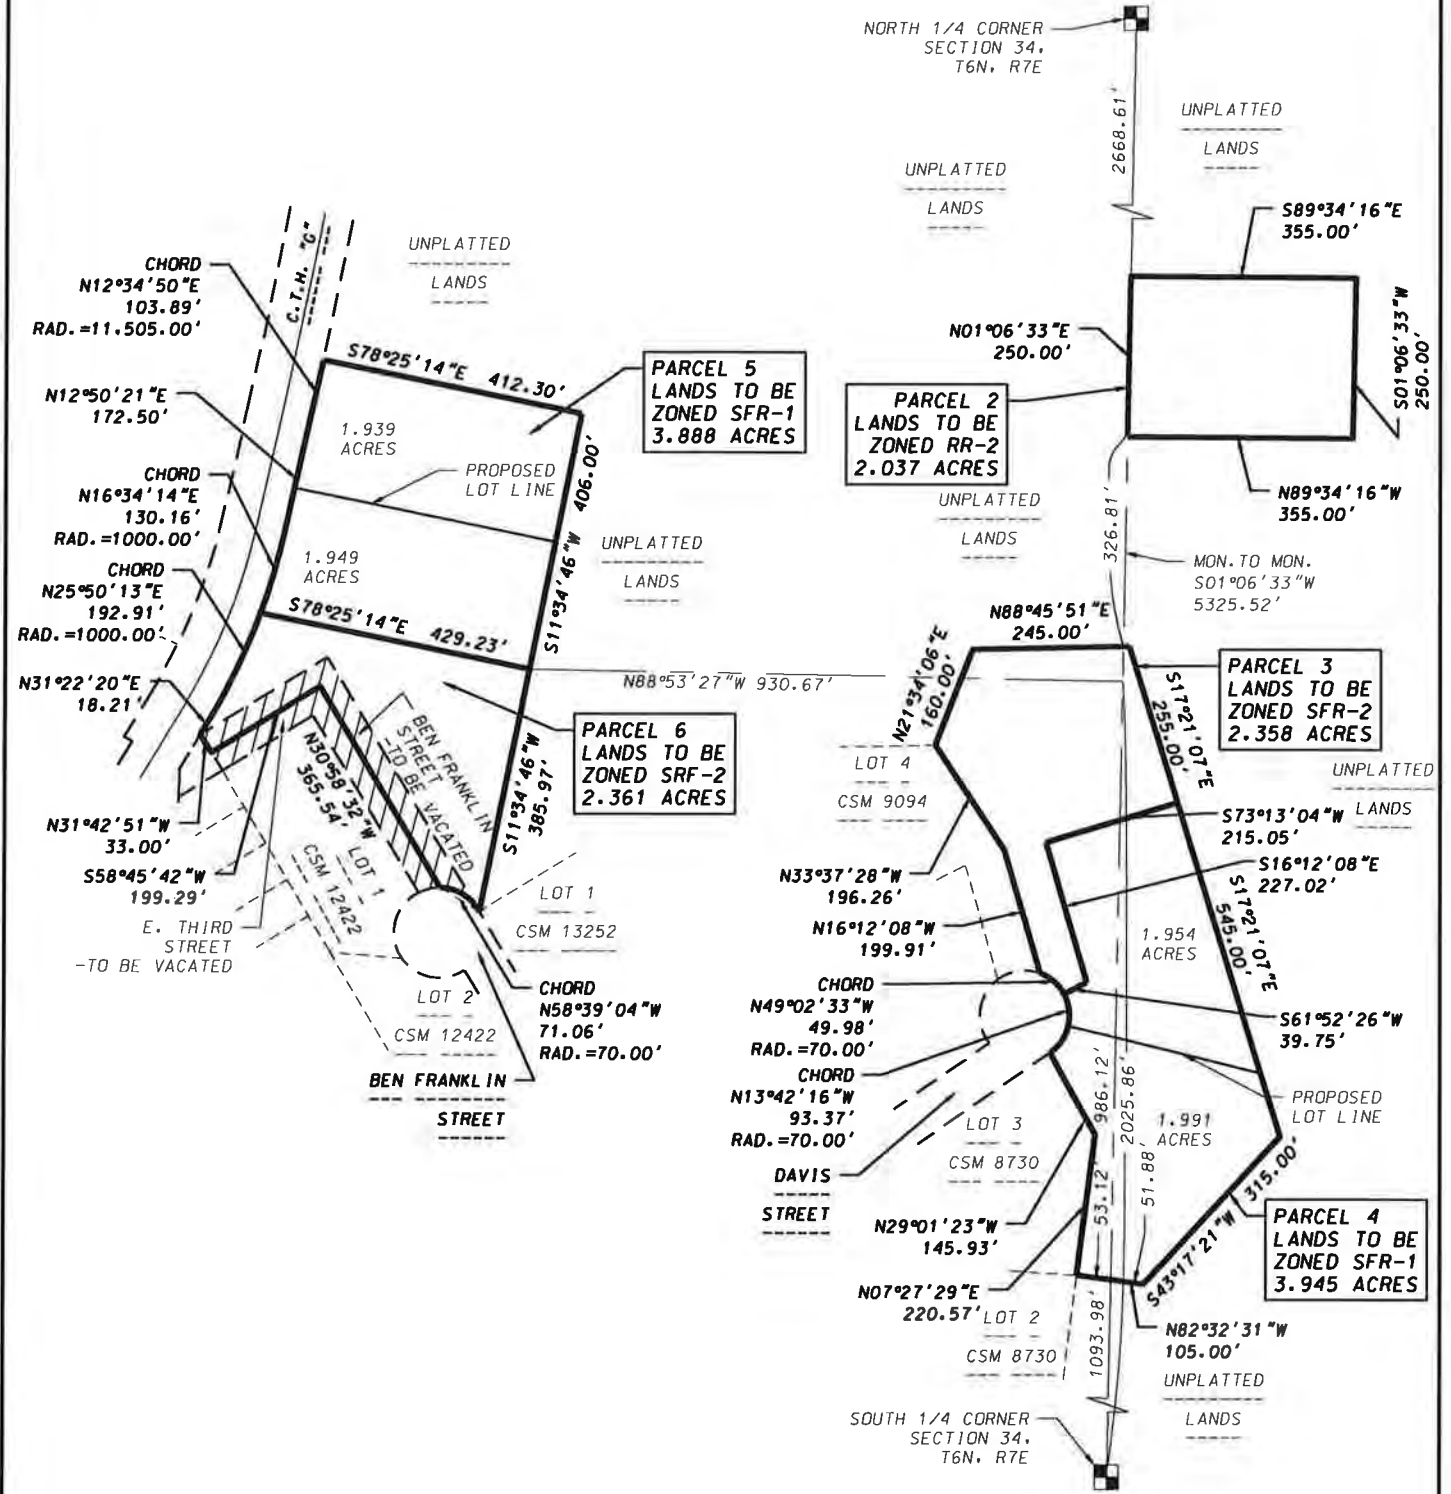 NORTH 1/4 CORNER
SECTION 34,
T6N, R7E
2668.61'
UNPLATTED
LANDS
UNPLATTED
LANDS
S89°34'16"E
355.00'
N01°06'33"E
250.00'
S01°06'33"W
250.00'
PARCEL 2
LANDS TO BE
ZONED RR-2
2.037 ACRES
N89°34'16"W
355.00'
UNPLATTED
LANDS
326.81'
MON. TO MON.
S01°06'33"W
5325.52'
C.T.H. "G"
UNPLATTED
LANDS
CHORD
N12°34'50"E
103.89'
RAD.=11,505.00'
S78°25'14"E 412.30'
PARCEL 5
LANDS TO BE
ZONED SFR-1
3.888 ACRES
N12°50'21"E
172.50'
1.939
ACRES
PROPOSED
LOT LINE
S11°34'46"W 406.00'
CHORD
N16°34'14"E
130.16'
RAD.=1000.00'
1.949
ACRES
UNPLATTED
LANDS
CHORD
N25°50'13"E
192.91'
RAD.=1000.00'
S78°25'14"E 429.23'
N88°53'27"W 930.67'
N31°22'20"E
18.21'
BEN FRANKLIN
STREET
-TO BE VACATED
PARCEL 6
LANDS TO BE
ZONED SRF-2
2.361 ACRES
N30°58'32"W
365.54'
S11°34'46"W
385.97'
N31°42'51"W
33.00'
S58°45'42"W
199.29'
LOT 1
CSM 12422
E. THIRD
STREET
-TO BE VACATED
LOT 1
CSM 13252
LOT 2
CSM 12422
CHORD
N58°39'04"W
71.06'
RAD.=70.00'
BEN FRANKLIN
STREET
N88°45'51"E
245.00'
N21°34'06"E
160.00'
S17°21'07"E
255.00'
PARCEL 3
LANDS TO BE
ZONED SFR-2
2.358 ACRES
UNPLATTED
LANDS
LOT 4
CSM 9094
S73°13'04"W
215.05'
N33°37'28"W
196.26'
S16°12'08"E
227.02'
N16°12'08"W
199.91'
S17°21'07"E
545.00'
1.954
ACRES
CHORD
N49°02'33"W
49.98'
RAD.=70.00'
S61°52'26"W
39.75'
CHORD
N13°42'16"W
93.37'
RAD.=70.00'
986.12'
2025.86'
PROPOSED
LOT LINE
LOT 3
CSM 8730
1.991
ACRES
DAVIS
STREET
53.12'
51.88'
S43°17'21"W 315.00'
PARCEL 4
LANDS TO BE
ZONED SFR-1
3.945 ACRES
N29°01'23"W
145.93'
N07°27'29"E
220.57'
LOT 2
CSM 8730
1093.98'
N82°32'31"W
105.00'
UNPLATTED
LANDS
SOUTH 1/4 CORNER
SECTION 34,
T6N, R7E